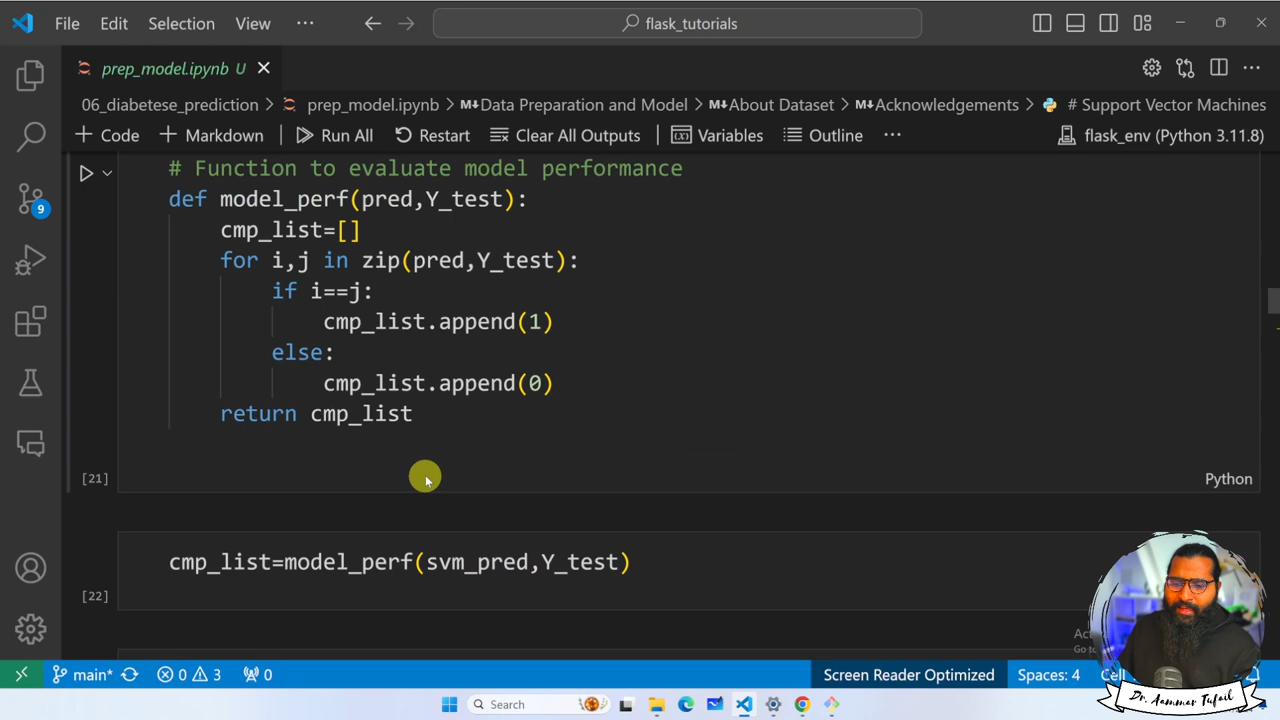 File Edit Selection View ··· flask_tutorials
prep_model.ipynb U
06_diabetese_prediction > prep_model.ipynb > M↓Data Preparation and Model > M↓About Dataset > M↓Acknowledgements > # Support Vector Machines
+ Code + Markdown Run All Restart Clear All Outputs Variables Outline ··· flask_env (Python 3.11.8)
# Function to evaluate model performance
def model_perf(pred,Y_test):
cmp_list=[]
for i,j in zip(pred,Y_test):
if i==j:
cmp_list.append(1)
else:
cmp_list.append(0)
return cmp_list
[21] Python
cmp_list=model_perf(svm_pred,Y_test)
[22]
9
main* 0 3 0 Screen Reader Optimized Spaces: 4
Search
Dr. Aammar Tufail